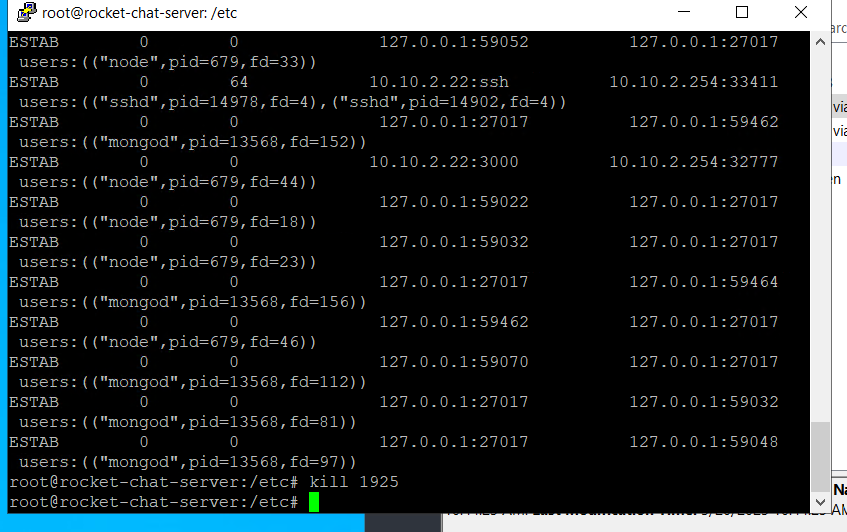 root@rocket-chat-server: /etc
ESTAB 0 0 127.0.0.1:59052 127.0.0.1:27017
users:(("node",pid=679,fd=33))
ESTAB 0 64 10.10.2.22:ssh 10.10.2.254:33411
users:(("sshd",pid=14978,fd=4),("sshd",pid=14902,fd=4))
ESTAB 0 0 127.0.0.1:27017 127.0.0.1:59462
users:(("mongod",pid=13568,fd=152))
ESTAB 0 0 10.10.2.22:3000 10.10.2.254:32777
users:(("node",pid=679,fd=44))
ESTAB 0 0 127.0.0.1:59022 127.0.0.1:27017
users:(("node",pid=679,fd=18))
ESTAB 0 0 127.0.0.1:59032 127.0.0.1:27017
users:(("node",pid=679,fd=23))
ESTAB 0 0 127.0.0.1:27017 127.0.0.1:59464
users:(("mongod",pid=13568,fd=156))
ESTAB 0 0 127.0.0.1:59462 127.0.0.1:27017
users:(("node",pid=679,fd=46))
ESTAB 0 0 127.0.0.1:59070 127.0.0.1:27017
users:(("mongod",pid=13568,fd=112))
ESTAB 0 0 127.0.0.1:27017 127.0.0.1:59032
users:(("mongod",pid=13568,fd=81))
ESTAB 0 0 127.0.0.1:27017 127.0.0.1:59048
users:(("mongod",pid=13568,fd=97))
root@rocket-chat-server:/etc# kill 1925
root@rocket-chat-server:/etc#
via
via
en
Na
AM